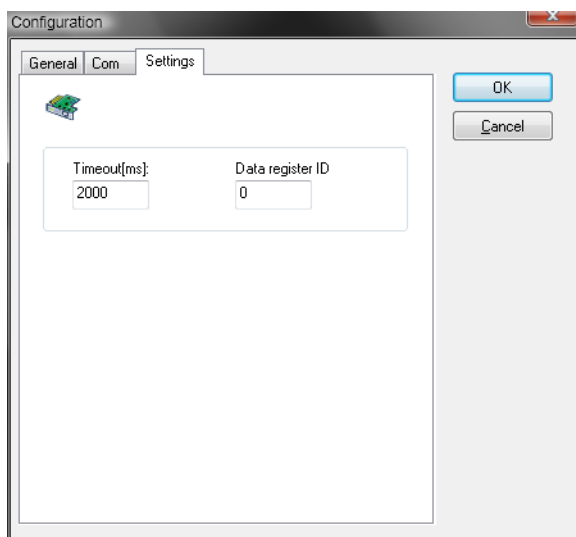 Configuration
General Com Settings
OK
Cancel
Timeout[ms]: Data register ID
2000 0